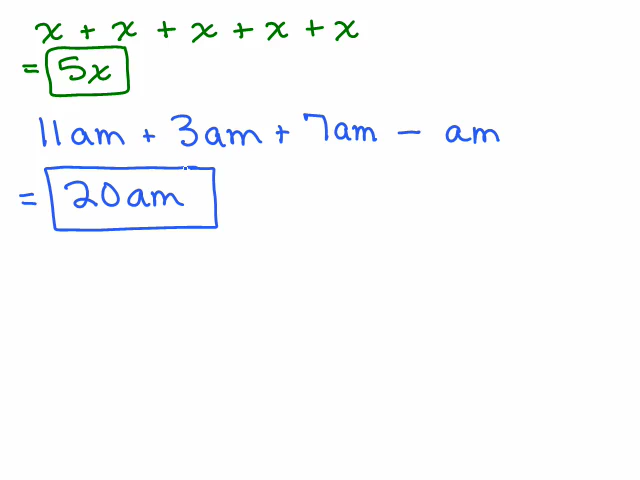 x + x + x + x + x
= 5x
11am + 3am + 7am - am
= 20am